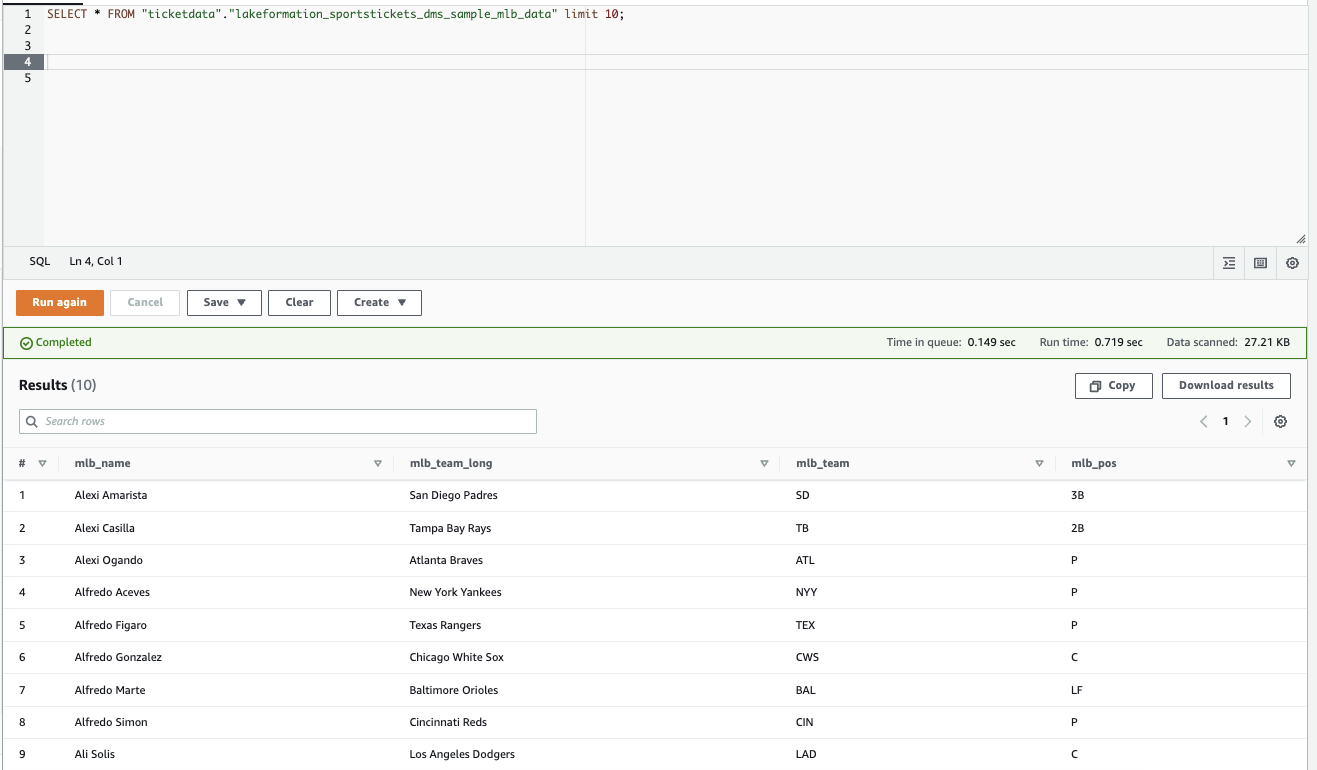 1 SELECT * FROM "ticketdata"."lakeformation_sportstickets_dms_sample_mlb_data" limit 10;
2
3
4
5
SQL Ln 4, Col 1
Run again Cancel Save ▼ Clear Create ▼
Completed Time in queue: 0.149 sec Run time: 0.719 sec Data scanned: 27.21 KB
Results (10) Copy Download results
Search rows 1
# mlb_name mlb_team_long mlb_team mlb_pos
1 Alexi Amarista San Diego Padres SD 3B
2 Alexi Casilla Tampa Bay Rays TB 2B
3 Alexi Ogando Atlanta Braves ATL P
4 Alfredo Aceves New York Yankees NYY P
5 Alfredo Figaro Texas Rangers TEX P
6 Alfredo Gonzalez Chicago White Sox CWS C
7 Alfredo Marte Baltimore Orioles BAL LF
8 Alfredo Simon Cincinnati Reds CIN P
9 Ali Solis Los Angeles Dodgers LAD C